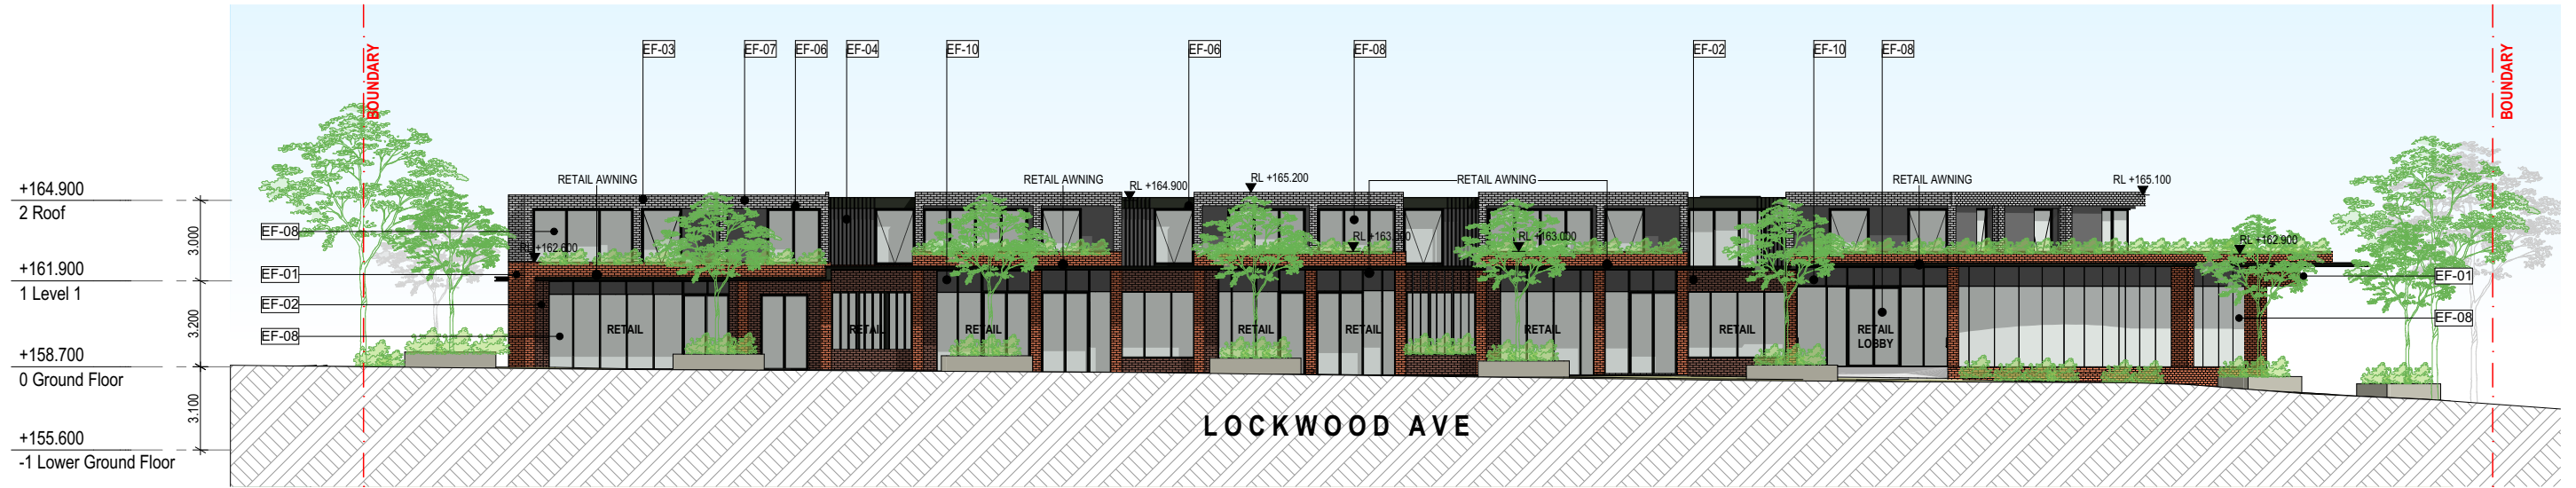 BOUNDARY
BOUNDARY
EF-03
EF-07
EF-06
EF-04
EF-10
EF-06
EF-08
EF-02
EF-10
EF-08
RETAIL AWNING
RETAIL AWNING
RL +164.900
RL +165.200
RETAIL AWNING
RETAIL AWNING
RL +165.100
+164.900
2 Roof
3.000
EF-08
RL +162.600
RL +163.000
RL +162.900
+161.900
1 Level 1
EF-01
EF-01
EF-02
3.200
EF-08
EF-08
RETAIL
RETAIL
RETAIL
RETAIL
RETAIL
RETAIL
RETAIL
RETAIL
LOBBY
+158.700
0 Ground Floor
3.100
LOCKWOOD AVE
+155.600
-1 Lower Ground Floor